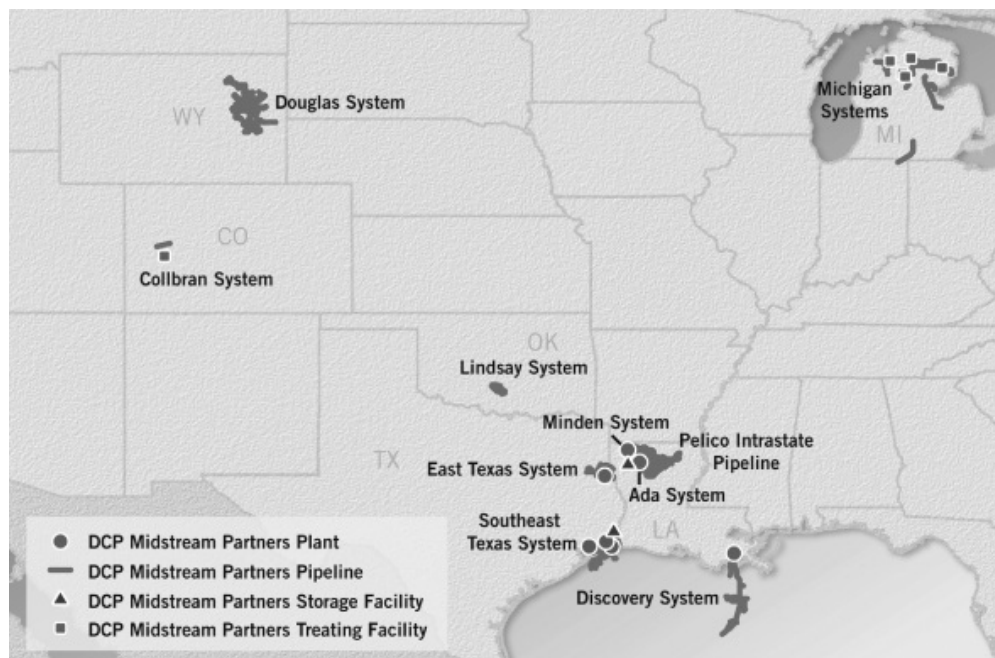 Douglas System
WY
Michigan
Systems
MI
CO
Collbran System
OK
Lindsay System
Minden System
Pelico Intrastate
Pipeline
TX
East Texas System
Ada System
Southeast
Texas System
LA
Discovery System
DCP Midstream Partners Plant
DCP Midstream Partners Pipeline
DCP Midstream Partners Storage Facility
DCP Midstream Partners Treating Facility